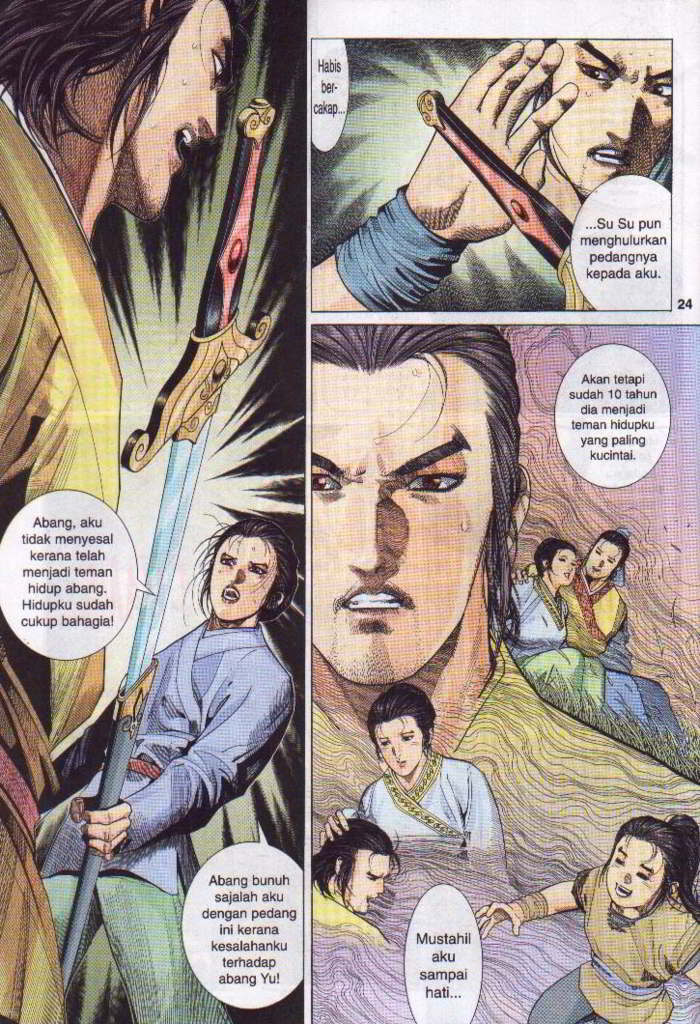 Abang, aku
tidak menyesal
kerana telah
menjadi teman
hidup abang.
Hidupku sudah
cukup bahagia!
Abang bunuh
sajalah aku
dengan pedang
ini kerana
kesalahanku
terhadap
abang Yu!
Habis
ber-
cakap...
...Su Su pun
menghulurkan
pedangnya
kepada aku.
24
Akan tetapi
sudah 10 tahun
dia menjadi
teman hidupku
yang paling
kucintai.
Mustahil
aku
sampai
hati...